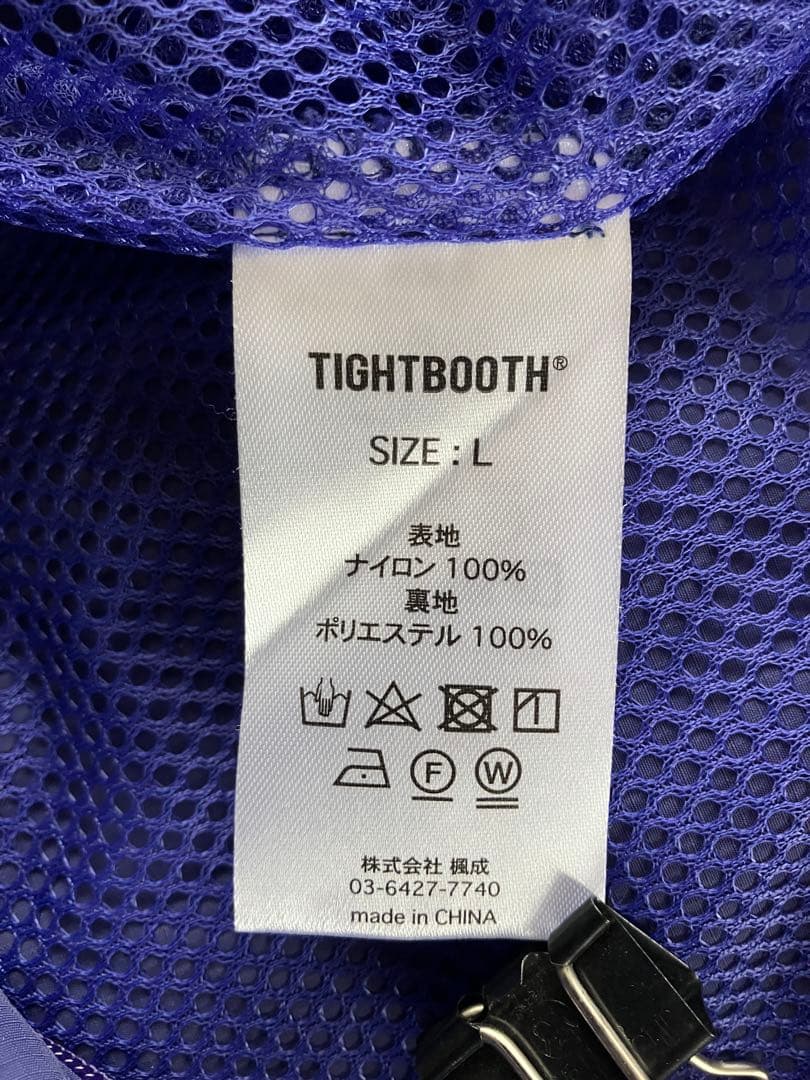 TIGHTBOOTH®
SIZE : L
表地
ナイロン 100%
裏地
ポリエステル 100%
F W
株式会社 楓成
03-6427-7740
made in CHINA